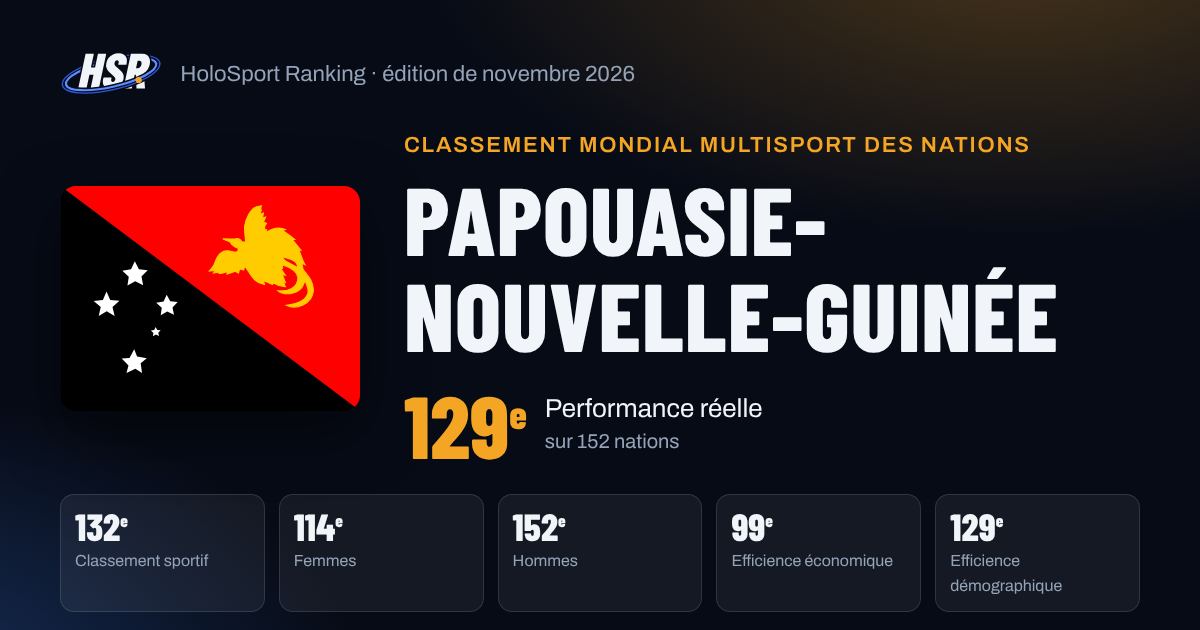 HSR
HoloSport Ranking · édition de novembre 2026
CLASSEMENT MONDIAL MULTISPORT DES NATIONS
PAPOUASIE-
NOUVELLE-GUINÉE
129e
Performance réelle
sur 152 nations
132e
Classement sportif
114e
Femmes
152e
Hommes
99e
Efficience économique
129e
Efficience
démographique